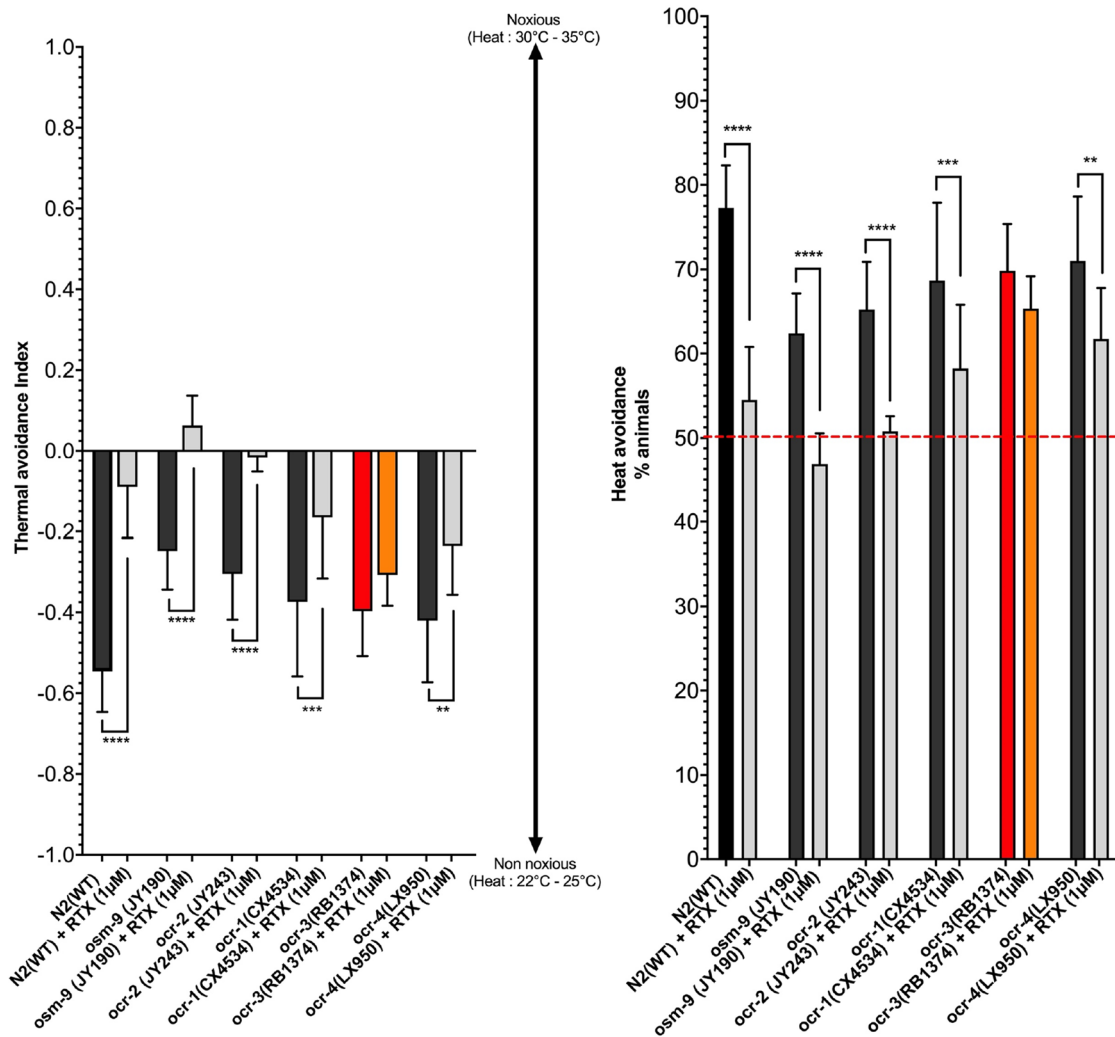 Noxious
(Heat : 30°C - 35°C)
Thermal avoidance Index
1.0
0.8
0.6
0.4
0.2
0.0
-0.2
-0.4
-0.6
-0.8
-1.0
****
****
****
***
**
N2(WT)
N2(WT) + RTX (1µM)
osm-9 (JY190)
osm-9 (JY190) + RTX (1µM)
ocr-2 (JY243)
ocr-2 (JY243) + RTX (1µM)
ocr-1(CX4534)
ocr-1(CX4534) + RTX (1µM)
ocr-3(RB1374)
ocr-3(RB1374) + RTX (1µM)
ocr-4(LX950)
ocr-4(LX950) + RTX (1µM)
Non noxious
(Heat : 22°C - 25°C)
Heat avoidance
% animals
100
90
80
70
60
50
40
30
20
10
0
****
****
****
***
**
N2(WT)
N2(WT) + RTX (1µM)
osm-9 (JY190)
osm-9 (JY190) + RTX (1µM)
ocr-2 (JY243)
ocr-2 (JY243) + RTX (1µM)
ocr-1(CX4534)
ocr-1(CX4534) + RTX (1µM)
ocr-3(RB1374)
ocr-3(RB1374) + RTX (1µM)
ocr-4(LX950)
ocr-4(LX950) + RTX (1µM)